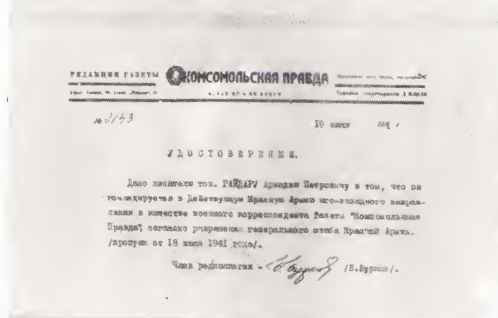 РЕДАКЦИЯ ГАЗЕТЫ КОМСОМОЛЬСКАЯ ПРАВДА
№ 2143 18 июля 194 г
УДОСТОВЕРЕНИЕ.
Дано писателю тов. ГАЙДАРУ Аркадию Петровичу в том, что он
командируется в Действующую Красную Армию юго-западного направ-
ления в качестве военного корреспондента Газеты "Комсомольская
Правда", согласно разрешения генерального штаба Красной Армии.
/пропуск от 18 июля 1941 года/.
Член редколлегии - /Б.Бурков/.